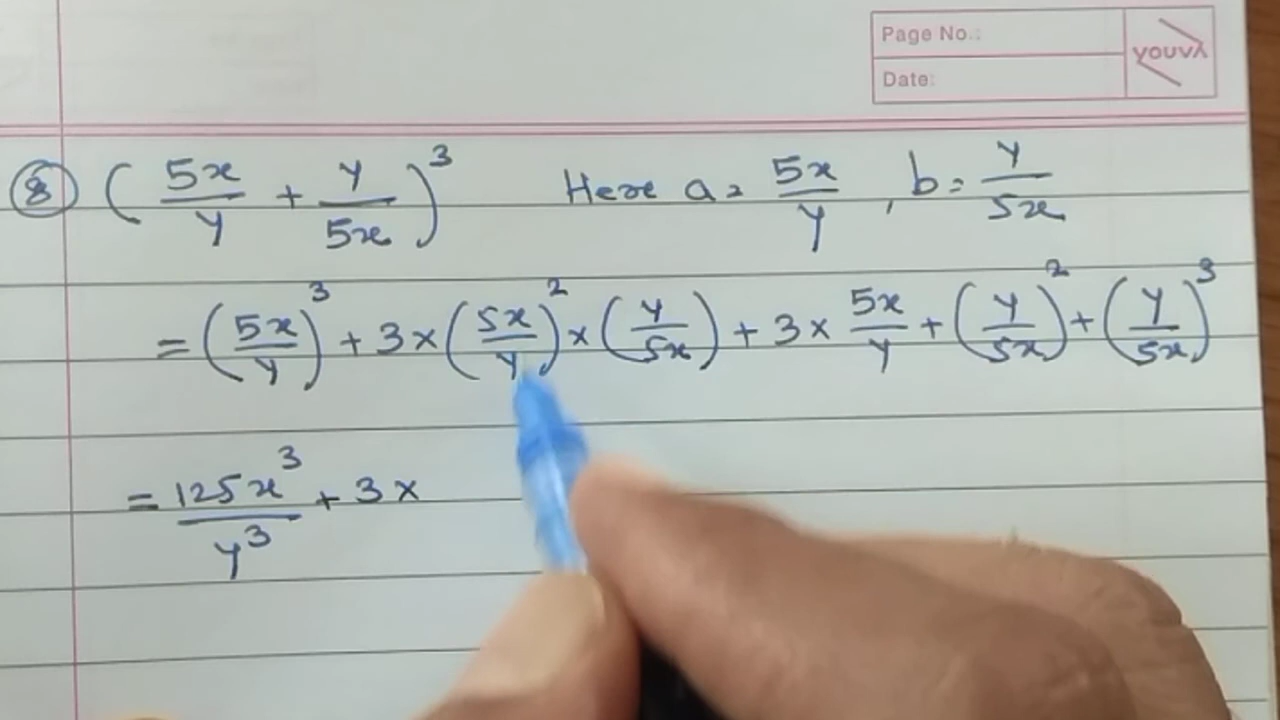 Page No.:
youva
Date:
⑧ (5x/y + y/5x)³ Here a = 5x/y , b = y/5x
= (5x/y)³ + 3 × (5x/y)² × (y/5x) + 3 × 5x/y + (y/5x)² + (y/5x)³
= 125x³/y³ + 3 ×